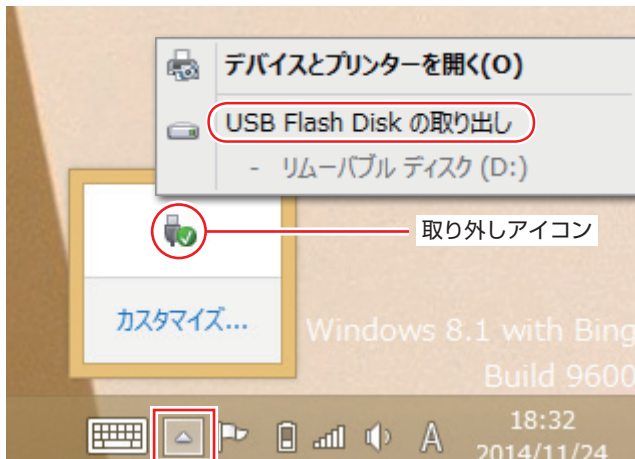 デバイスとプリンターを開く(O)
USB Flash Disk の取り出し
- リムーバブル ディスク (D:)
取り外しアイコン
カスタマイズ...
Windows 8.1 with Bing
Build 9600
A
18:32
2014/11/24